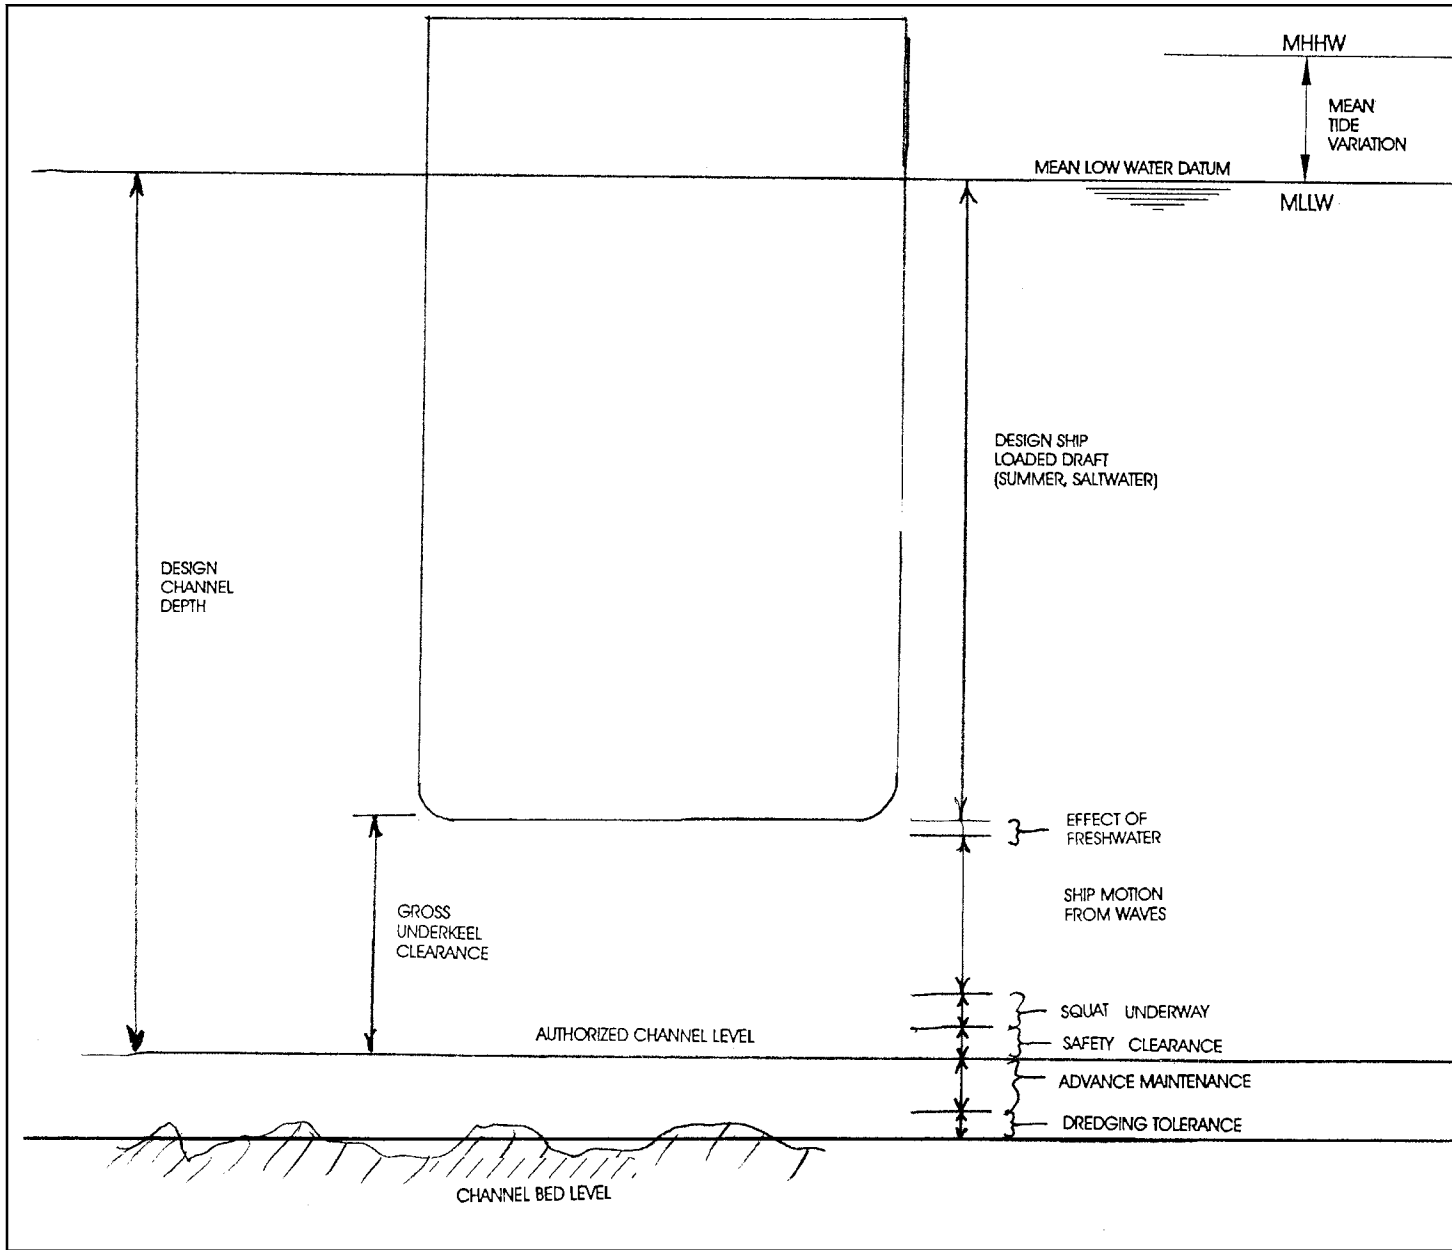 MHHW
MEAN
TIDE
VARIATION
MEAN LOW WATER DATUM
MLLW
DESIGN SHIP
LOADED DRAFT
(SUMMER, SALTWATER)
DESIGN
CHANNEL
DEPTH
EFFECT OF
FRESHWATER
SHIP MOTION
FROM WAVES
GROSS
UNDERKEEL
CLEARANCE
SQUAT UNDERWAY
AUTHORIZED CHANNEL LEVEL
SAFETY CLEARANCE
ADVANCE MAINTENANCE
DREDGING TOLERANCE
CHANNEL BED LEVEL